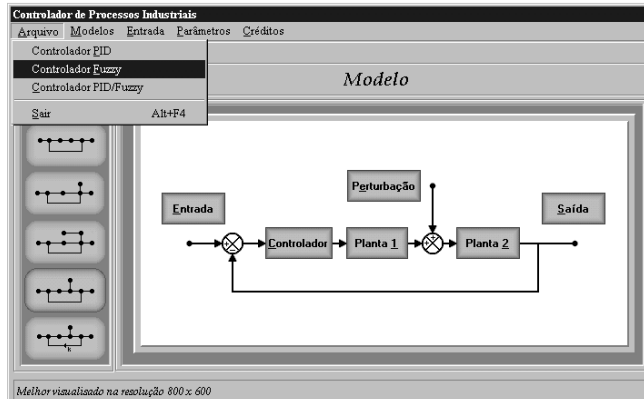 Controlador de Processos Industriais
Arquivo Modelos Entrada Parâmetros Créditos
Controlador PID
Controlador Fuzzy
Controlador PID/Fuzzy
Sair Alt+F4
Modelo
Perturbação
Entrada
Saída
Controlador
Planta 1
Planta 2
Melhor visualisado na resolução 800 x 600